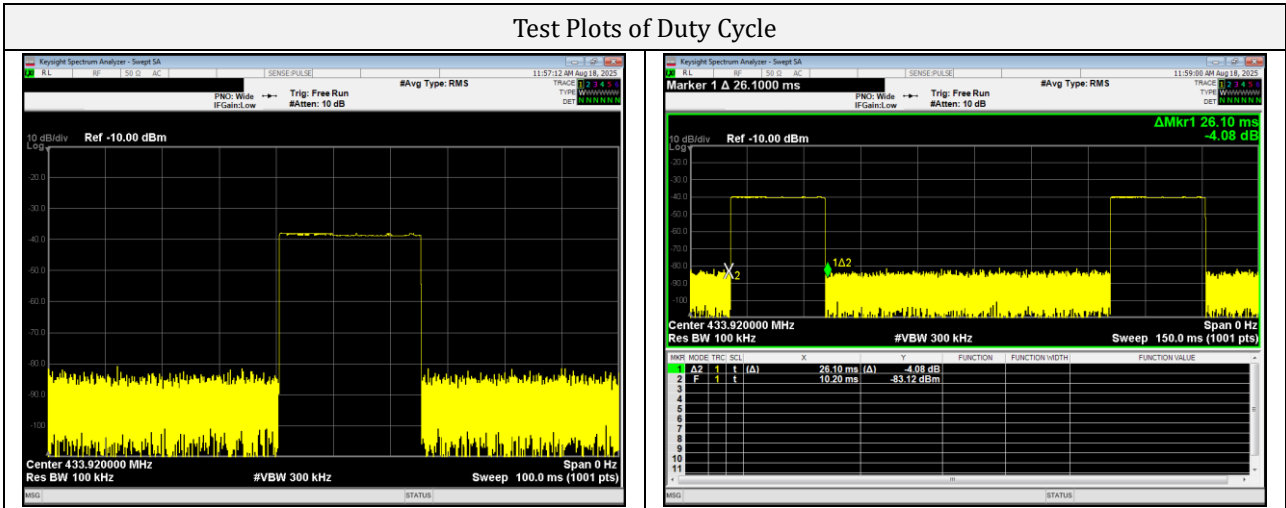 Test Plots of Duty Cycle
Keysight Spectrum Analyzer - Swept SA
RL RF 50 Ω AC SENSE:PULSE 11:57:12 AM Aug 18, 2025
#Avg Type: RMS
TRACE 1 2 3 4 5 6
PNO: Wide Trig: Free Run
TYPE WWWWWW
IFGain:Low #Atten: 10 dB
DET NNNNNN
10 dB/div Ref -10.00 dBm
Log
-20.0
-30.0
-40.0
-50.0
-60.0
-70.0
-80.0
-90.0
-100
Center 433.920000 MHz Span 0 Hz
Res BW 100 kHz #VBW 300 kHz Sweep 100.0 ms (1001 pts)
MSG STATUS
Keysight Spectrum Analyzer - Swept SA
RL RF 50 Ω AC SENSE:PULSE 11:59:00 AM Aug 18, 2025
Marker 1 Δ 26.1000 ms #Avg Type: RMS
TRACE 1 2 3 4 5 6
PNO: Wide Trig: Free Run
TYPE WWWWWW
IFGain:Low #Atten: 10 dB
DET NNNNNN
ΔMkr1 26.10 ms
-4.08 dB
10 dB/div Ref -10.00 dBm
Log
-20.0
-30.0
-40.0
-50.0
-60.0
-70.0
-80.0
-90.0
-100
X2
1Δ2
Center 433.920000 MHz Span 0 Hz
Res BW 100 kHz #VBW 300 kHz Sweep 150.0 ms (1001 pts)
MKR MODE TRC SCL X Y FUNCTION FUNCTION WIDTH FUNCTION VALUE
1 Δ2 1 t (Δ) 26.10 ms (Δ) -4.08 dB
2 F 1 t 10.20 ms -83.12 dBm
3
4
5
6
7
8
9
10
11
MSG STATUS